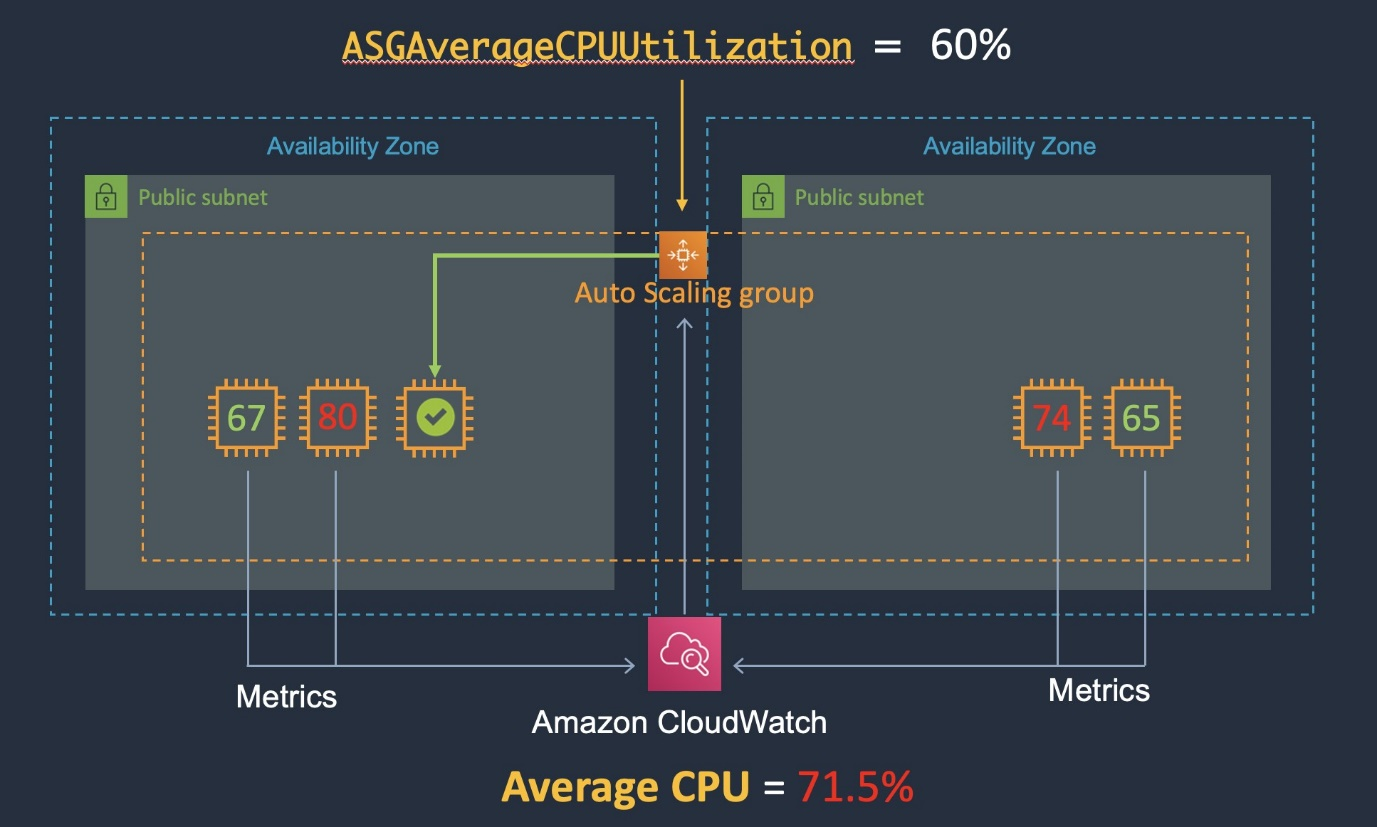 ASGAverageCPUUtilization = 60%
Availability Zone
Availability Zone
Public subnet
Public subnet
Auto Scaling group
67
80
74
65
Metrics
Metrics
Amazon CloudWatch
Average CPU = 71.5%